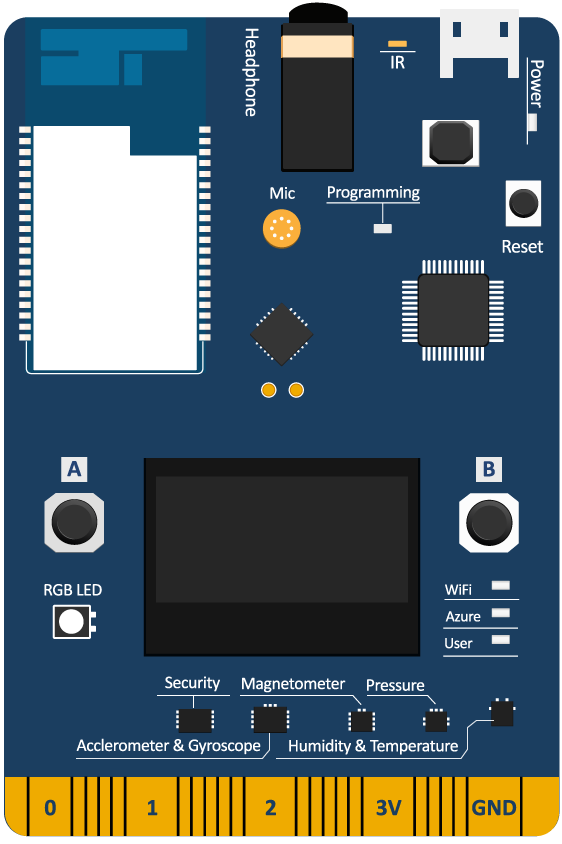 Headphone
IR
Power
Mic
Programming
Reset
A
B
RGB LED
WiFi
Azure
User
Security
Magnetometer
Pressure
Acclerometer & Gyroscope
Humidity & Temperature
0
1
2
3V
GND